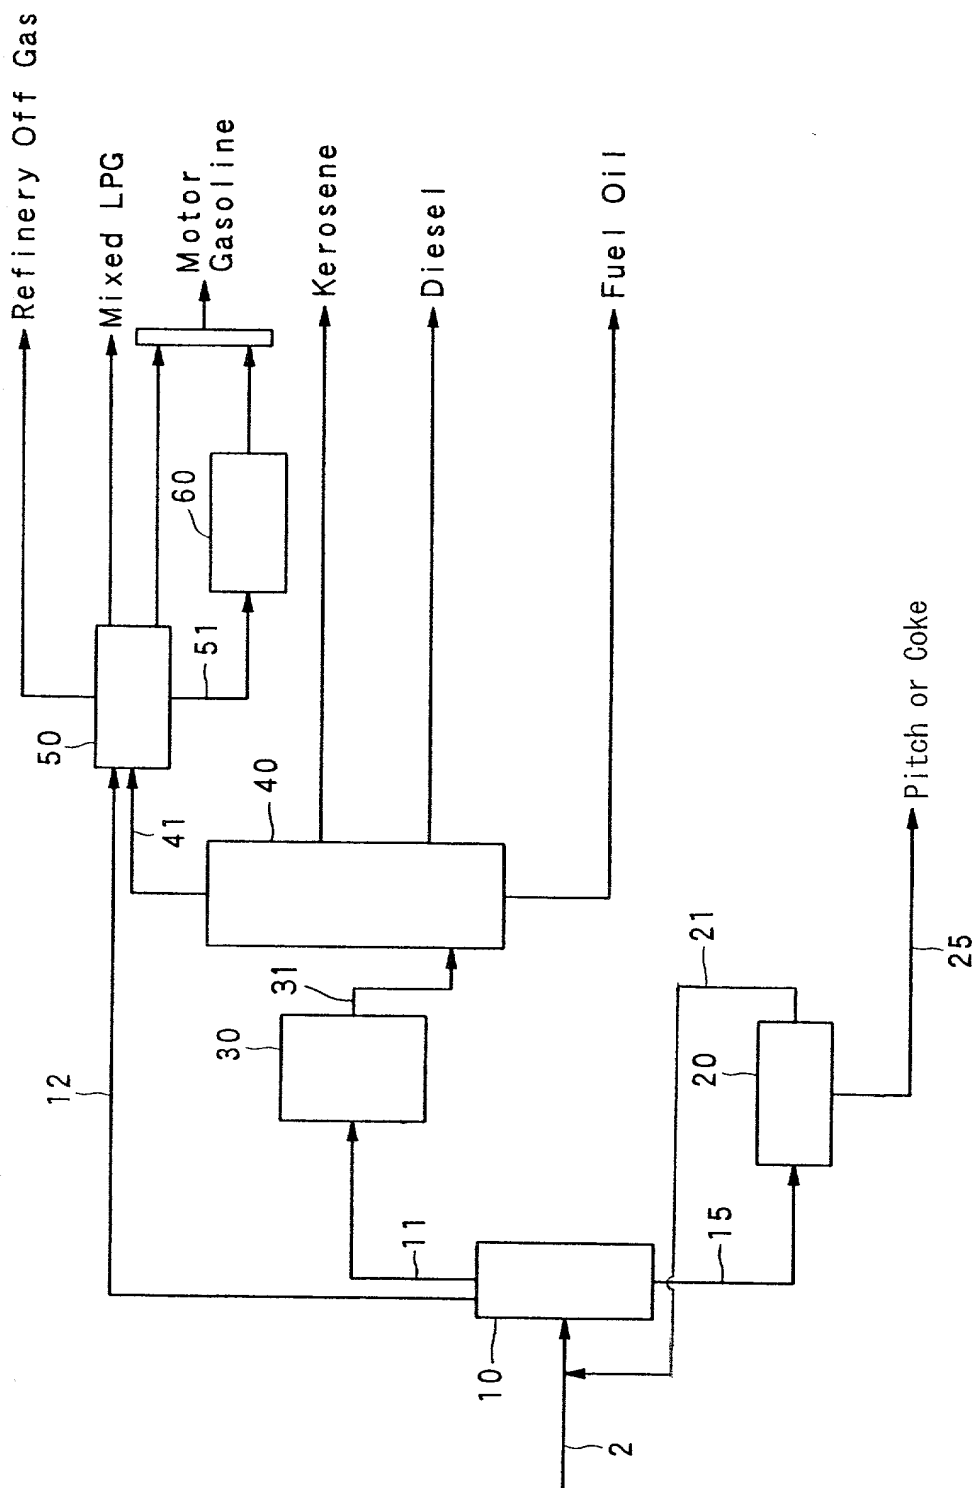 Refinery Off Gas
Mixed LPG
Motor
Gasoline
Kerosene
Diesel
Fuel Oil
Pitch or Coke
12
50
41
51
60
40
30
31
11
10
2
15
20
21
25